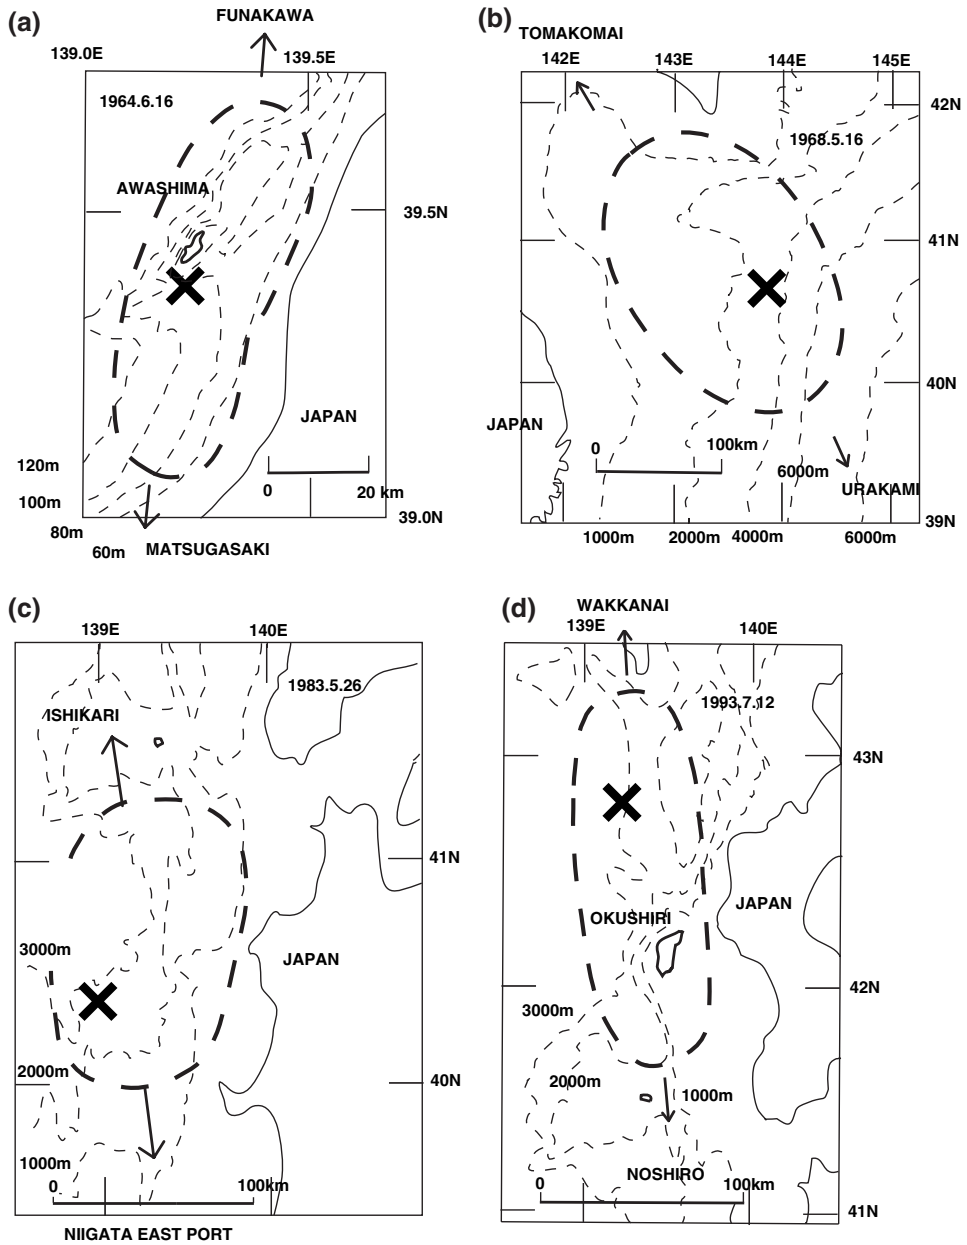 (a)
FUNAKAWA
139.0E
139.5E
1964.6.16
AWASHIMA
39.5N
JAPAN
120m
100m
80m
60m
0
20 km
39.0N
MATSUGASAKI
(b)
TOMAKOMAI
142E
143E
144E
145E
42N
1968.5.16
41N
40N
JAPAN
0
100km
6000m
URAKAMI
39N
1000m
2000m
4000m
6000m
(c)
139E
140E
1983.5.26
ISHIKARI
41N
3000m
JAPAN
2000m
40N
1000m
0
100km
NIIGATA EAST PORT
(d)
WAKKANAI
139E
140E
1993.7.12
43N
OKUSHIRI
JAPAN
42N
3000m
2000m
1000m
NOSHIRO
0
100km
41N